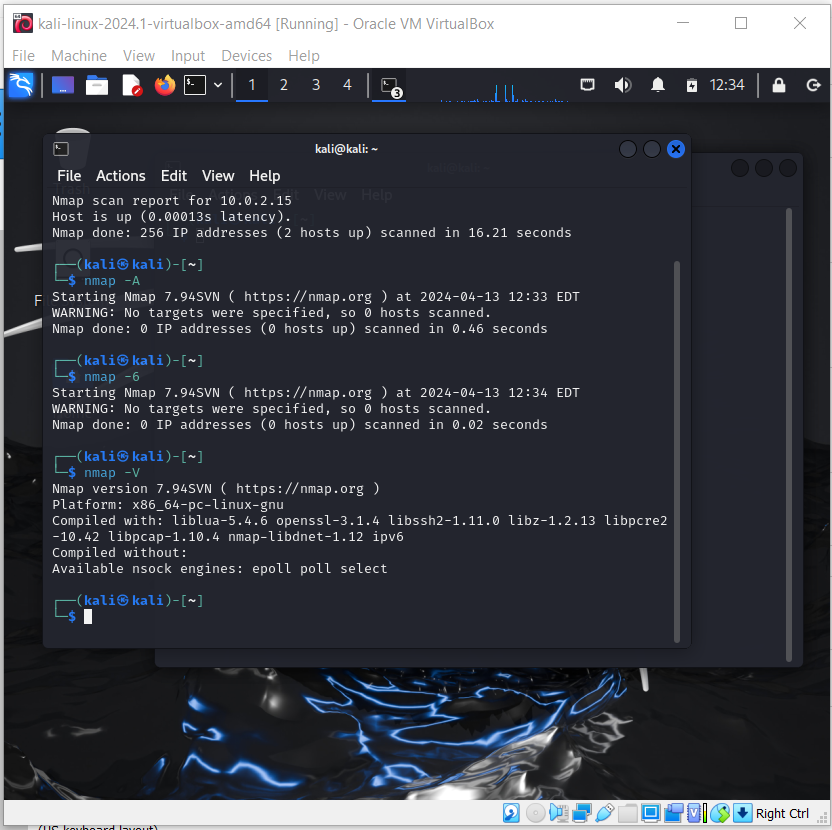 kali-linux-2024.1-virtualbox-amd64 [Running] - Oracle VM VirtualBox
File Machine View Input Devices Help
1 2 3 4 3 12:34
kali@kali: ~
File Actions Edit View Help
Trash
Nmap scan report for 10.0.2.15
Host is up (0.00013s latency).
Nmap done: 256 IP addresses (2 hosts up) scanned in 16.21 seconds
┌──(kali㉿kali)-[~]
└─$ nmap -A
Starting Nmap 7.94SVN ( https://nmap.org ) at 2024-04-13 12:33 EDT
WARNING: No targets were specified, so 0 hosts scanned.
Nmap done: 0 IP addresses (0 hosts up) scanned in 0.46 seconds
┌──(kali㉿kali)-[~]
└─$ nmap -6
Starting Nmap 7.94SVN ( https://nmap.org ) at 2024-04-13 12:34 EDT
WARNING: No targets were specified, so 0 hosts scanned.
Nmap done: 0 IP addresses (0 hosts up) scanned in 0.02 seconds
┌──(kali㉿kali)-[~]
└─$ nmap -V
Nmap version 7.94SVN ( https://nmap.org )
Platform: x86_64-pc-linux-gnu
Compiled with: liblua-5.4.6 openssl-3.1.4 libssh2-1.11.0 libz-1.2.13 libpcre2
-10.42 libpcap-1.10.4 nmap-libdnet-1.12 ipv6
Compiled without:
Available nsock engines: epoll poll select
┌──(kali㉿kali)-[~]
└─$
File Actions Edit View Help
Right Ctrl
(US keyboard layout)